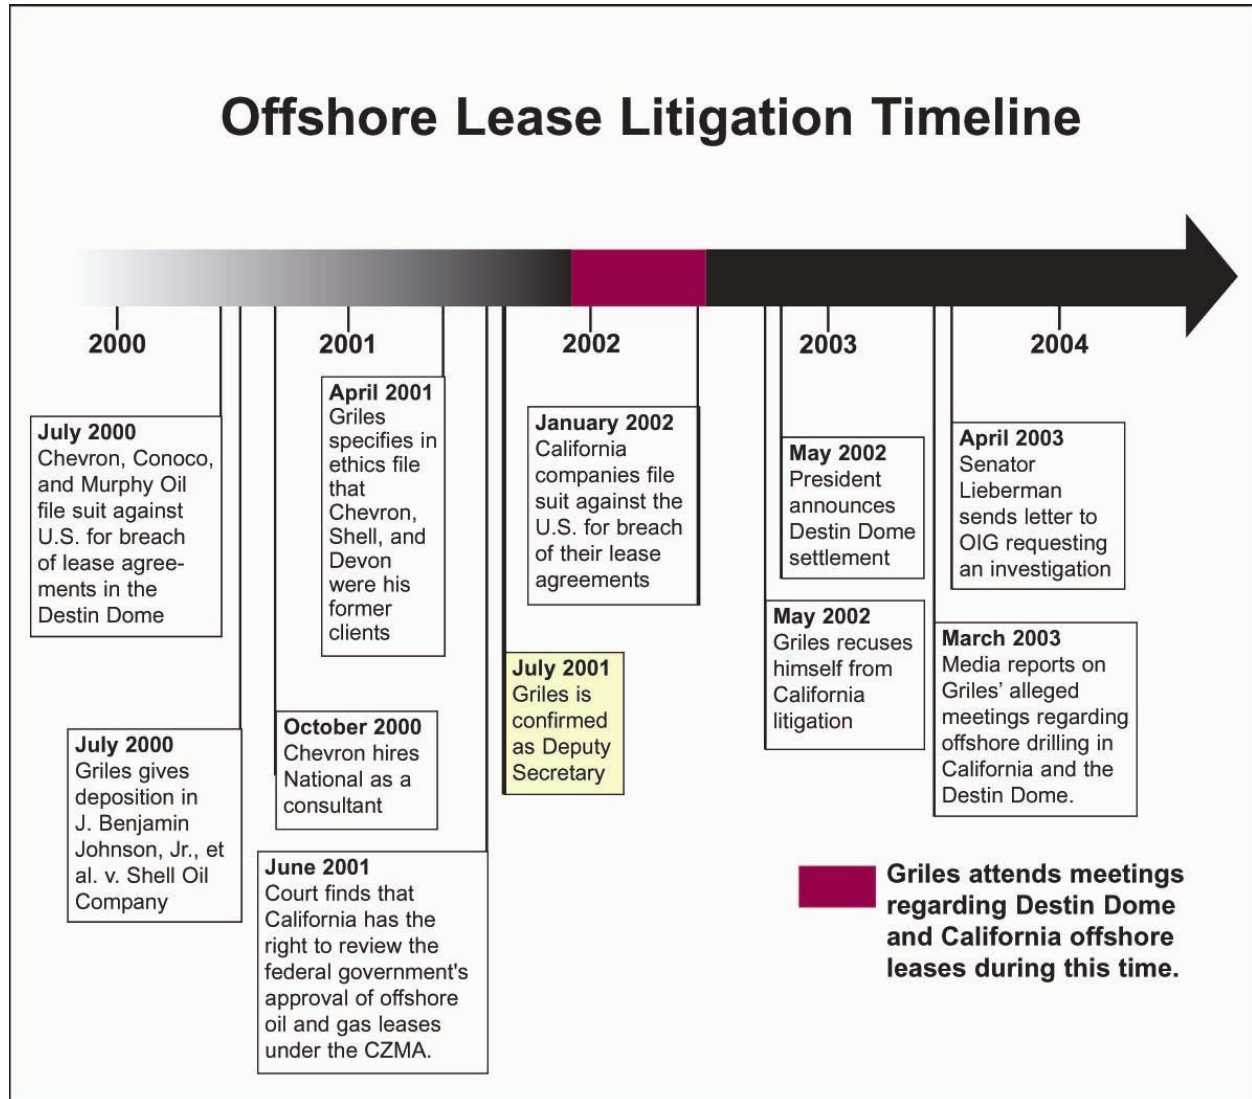 Offshore Lease Litigation Timeline
2000
2001
2002
2003
2004
July 2000
Chevron, Conoco,
and Murphy Oil
file suit against
U.S. for breach
of lease agree-
ments in the
Destin Dome
July 2000
Griles gives
deposition in
J. Benjamin
Johnson, Jr., et
al. v. Shell Oil
Company
October 2000
Chevron hires
National as a
consultant
April 2001
Griles
specifies in
ethics file
that
Chevron,
Shell, and
Devon
were his
former
clients
June 2001
Court finds that
California has the
right to review the
federal government's
approval of offshore
oil and gas leases
under the CZMA.
July 2001
Griles is
confirmed
as Deputy
Secretary
January 2002
California
companies file
suit against the
U.S. for breach
of their lease
agreements
May 2002
President
announces
Destin Dome
settlement
May 2002
Griles recuses
himself from
California
litigation
April 2003
Senator
Lieberman
sends letter to
OIG requesting
an investigation
March 2003
Media reports on
Griles’ alleged
meetings regarding
offshore drilling in
California and the
Destin Dome.
Griles attends meetings
regarding Destin Dome
and California offshore
leases during this time.